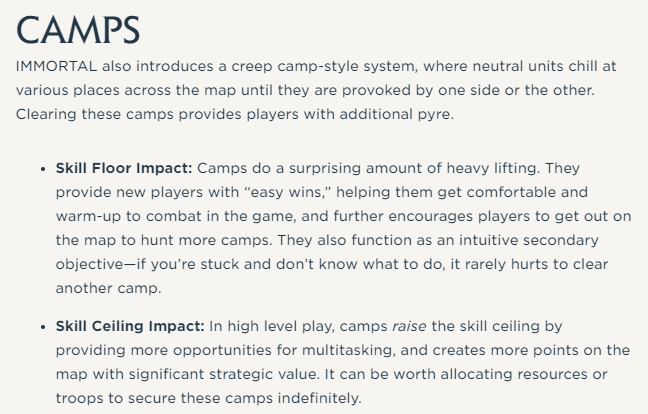 CAMPS
IMMORTAL also introduces a creep camp-style system, where neutral units chill at
various places across the map until they are provoked by one side or the other.
Clearing these camps provides players with additional pyre.
• Skill Floor Impact: Camps do a surprising amount of heavy lifting. They
provide new players with “easy wins,” helping them get comfortable and
warm-up to combat in the game, and further encourages players to get out on
the map to hunt more camps. They also function as an intuitive secondary
objective—if you’re stuck and don’t know what to do, it rarely hurts to clear
another camp.
• Skill Ceiling Impact: In high level play, camps raise the skill ceiling by
providing more opportunities for multitasking, and creates more points on the
map with significant strategic value. It can be worth allocating resources or
troops to secure these camps indefinitely.